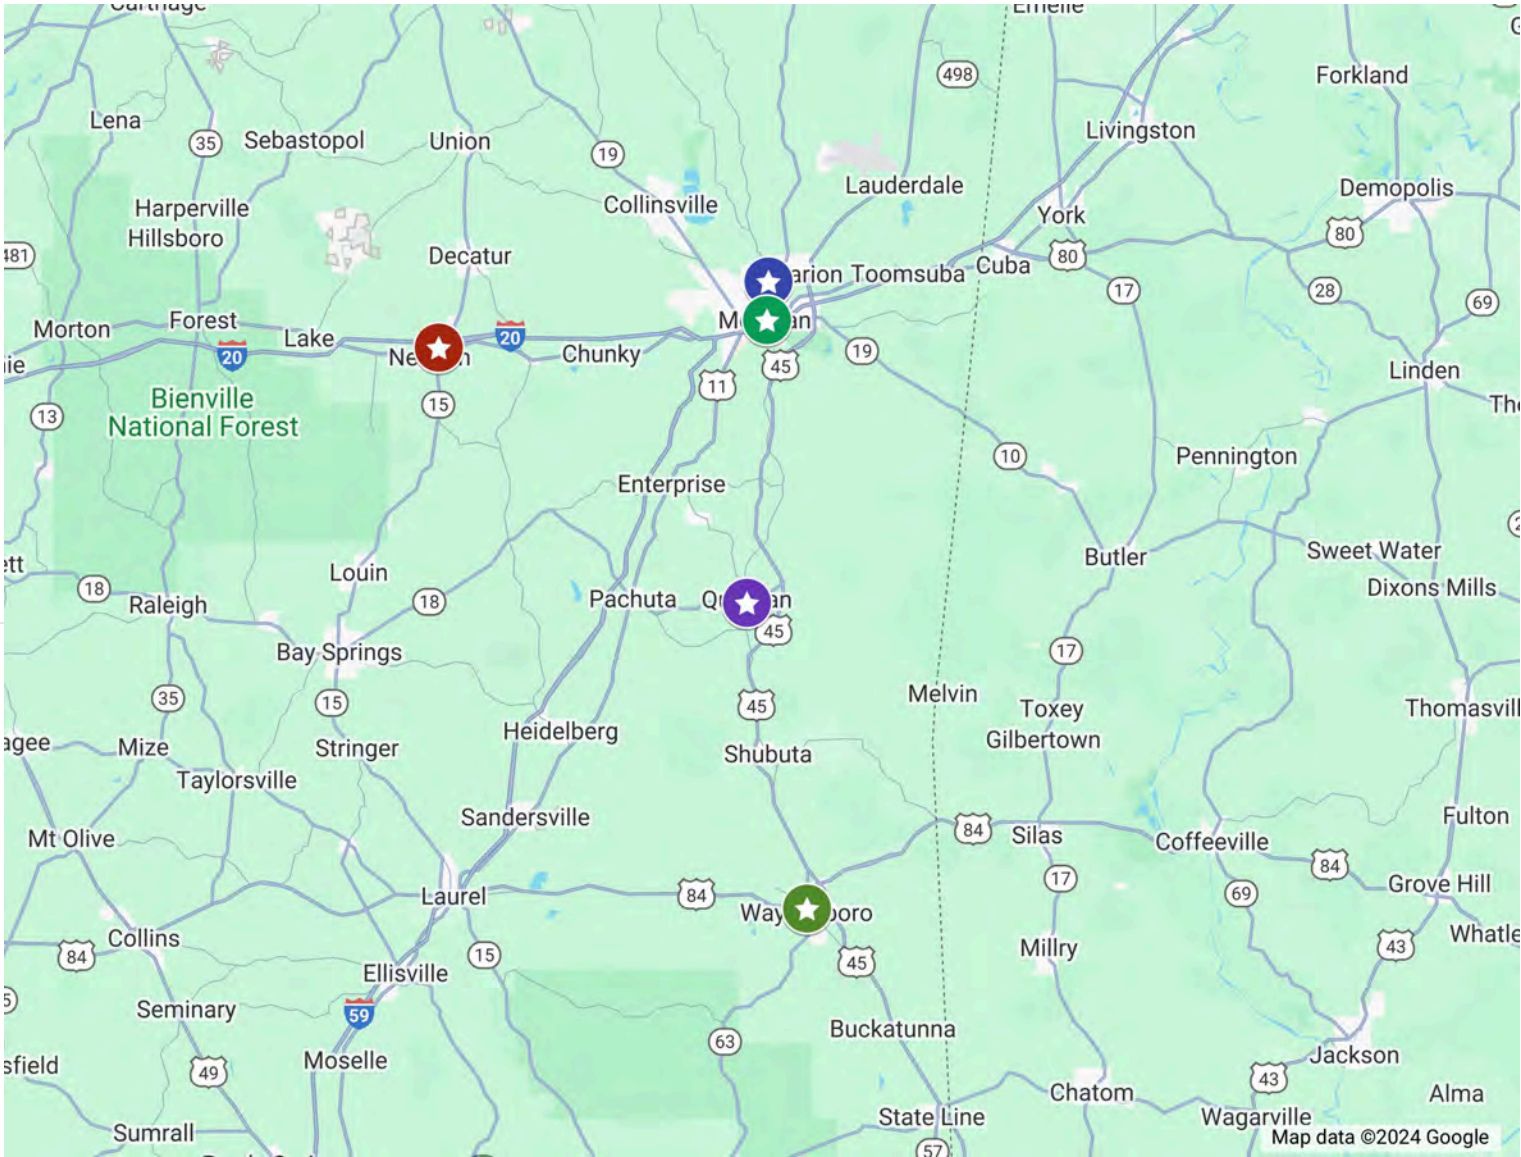 Lena
35
Sebastopol
Union
19
498
Emelle
Forkland
Livingston
Harperville
Hillsboro
Collinsville
Lauderdale
York
Demopolis
80
481
Decatur
arion
Toomsuba
Cuba
80
17
28
69
Morton
Forest
Lake
20
20
Chunky
45
19
11
Linden
Bienville
National Forest
13
15
10
Pennington
Enterprise
Butler
Sweet Water
Dixons Mills
Louin
18
Raleigh
18
Pachuta
45
Bay Springs
17
35
15
45
Melvin
Toxey
Gilbertown
Mize
Stringer
Heidelberg
Shubuta
Taylorsville
Sandersville
Mt Olive
84
Silas
Coffeeville
Fulton
84
Grove Hill
Laurel
84
17
69
Collins
84
15
Ellisville
45
Millry
43
Seminary
59
Buckatunna
63
Moselle
49
Jackson
43
Chatom
Alma
State Line
Wagarville
Sumrall
57
Map data ©2024 Google